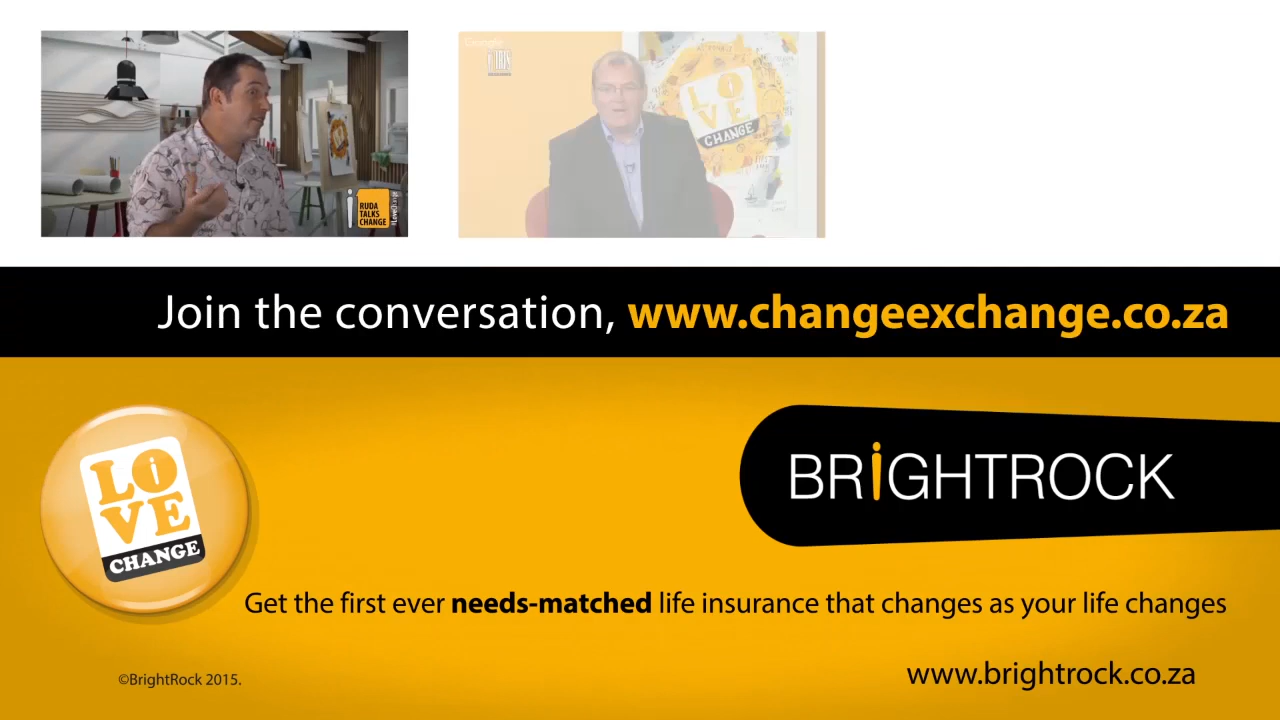 RUDA
TALKS
CHANGE
#LoveChange
LOVE
CHANGE
Join the conversation, www.changeexchange.co.za
LOVE
CHANGE
BRiGHTROCK
Get the first ever needs-matched life insurance that changes as your life changes
©BrightRock 2015.
www.brightrock.co.za